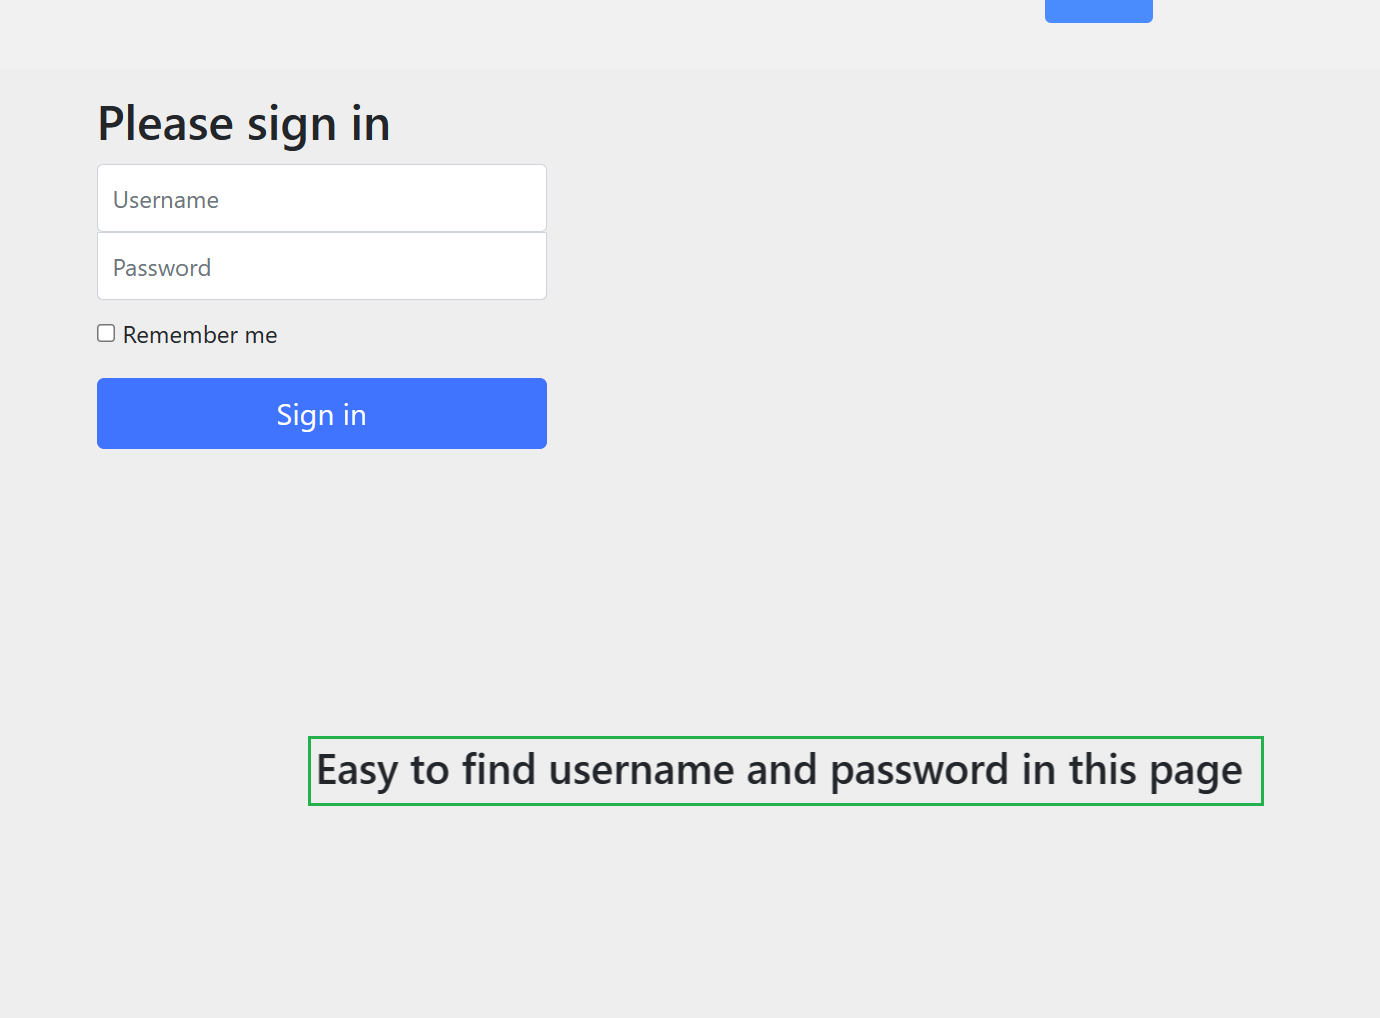 Please sign in
Username
Password
Remember me
Sign in
Easy to find username and password in this page